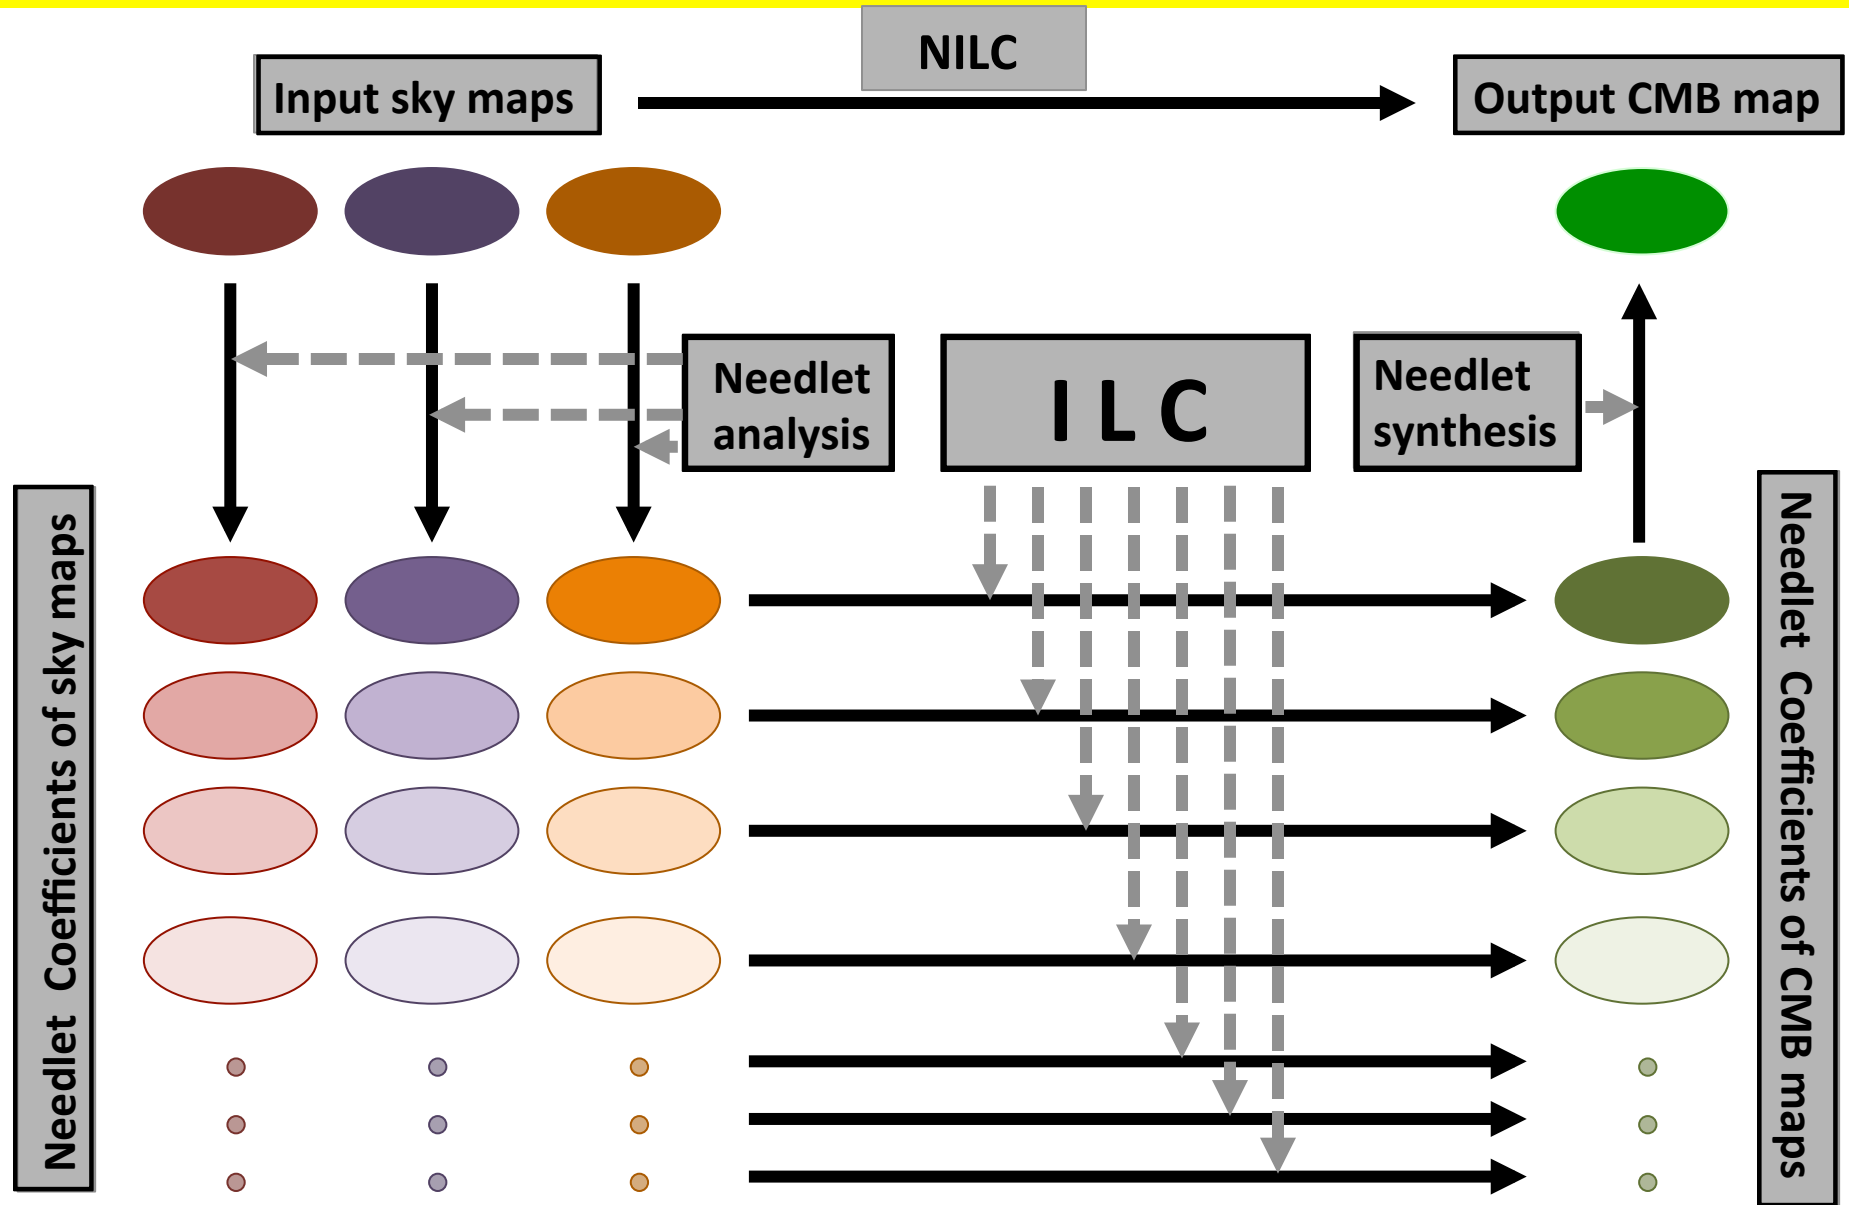 NILC
Input sky maps
Output CMB map
Needlet
analysis
I L C
Needlet
synthesis
Needlet Coefficients of sky maps
Needlet Coefficients of CMB maps